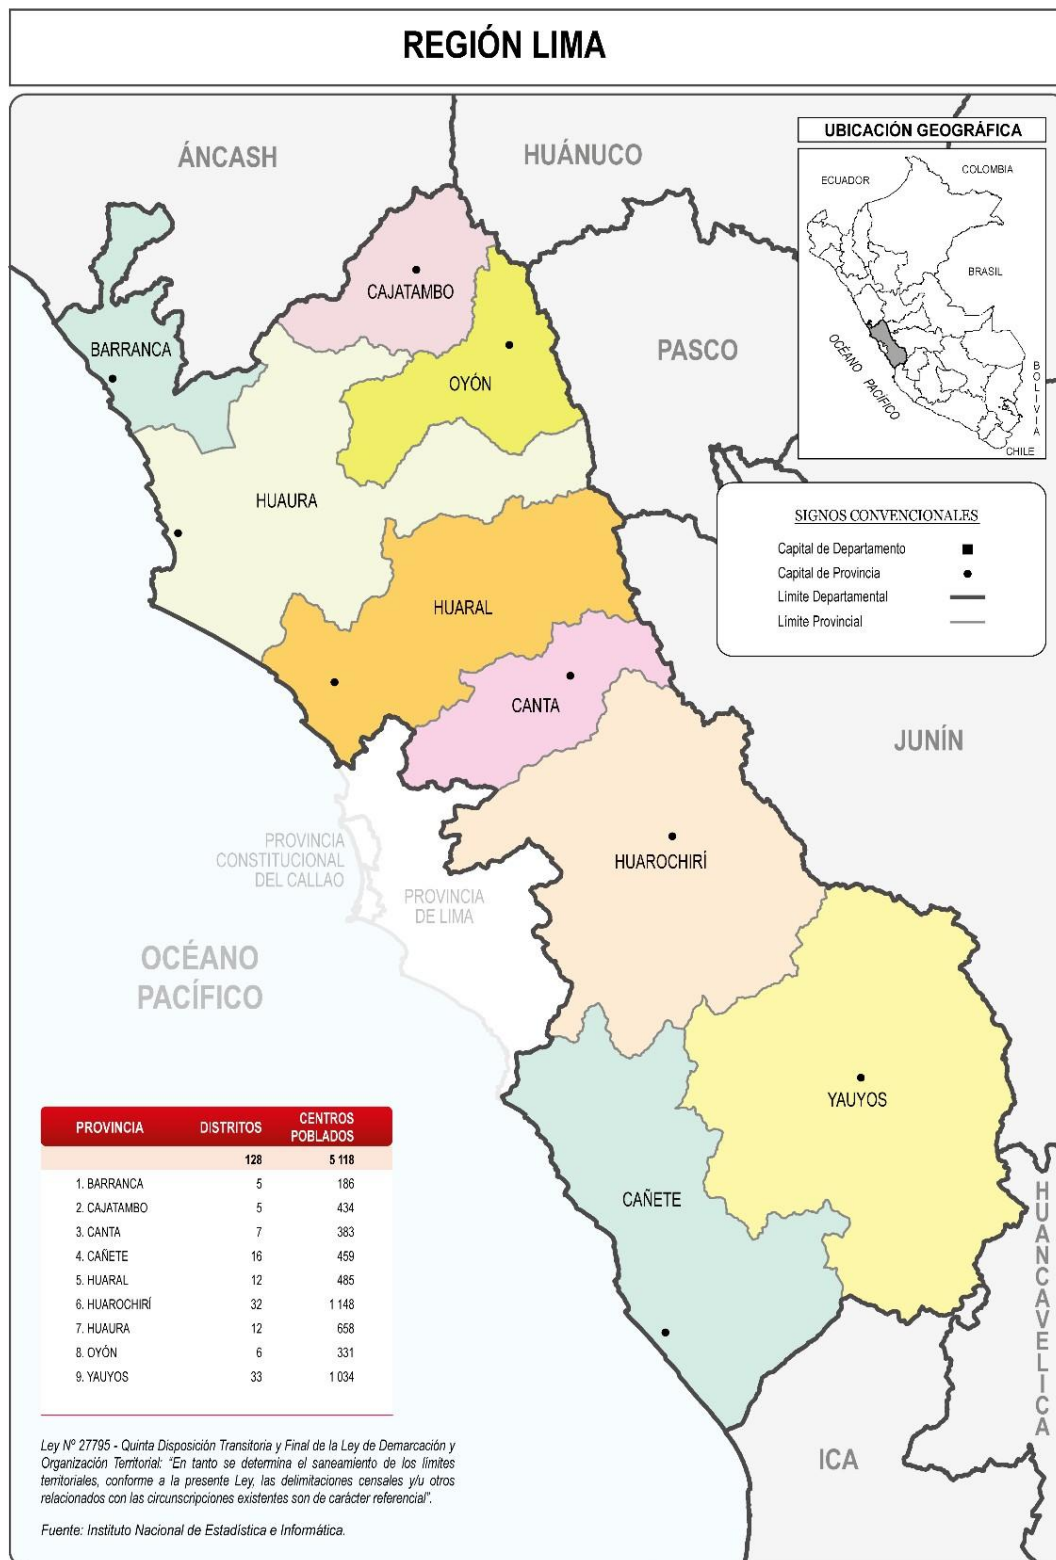 REGIÓN LIMA
ÁNCASH
HUÁNUCO
UBICACIÓN GEOGRÁFICA
ECUADOR
COLOMBIA
BRASIL
OCÉANO PACÍFICO
BOLIVIA
CHILE
CAJATAMBO
BARRANCA
OYÓN
PASCO
HUAURA
SIGNOS CONVENCIONALES
Capital de Departamento
Capital de Provincia
Límite Departamental
Límite Provincial
HUARAL
CANTA
JUNÍN
PROVINCIA
CONSTITUCIONAL
DEL CALLAO
HUAROCHIRÍ
PROVINCIA
DE LIMA
OCÉANO
PACÍFICO
YAUYOS
CAÑETE
HUANCAVELICA
ICA
PROVINCIA DISTRITOS CENTROS
POBLADOS
128 5 118
1. BARRANCA 5 186
2. CAJATAMBO 5 434
3. CANTA 7 383
4. CAÑETE 16 459
5. HUARAL 12 485
6. HUAROCHIRÍ 32 1 148
7. HUAURA 12 658
8. OYÓN 6 331
9. YAUYOS 33 1 034
Ley Nº 27795 - Quinta Disposición Transitoria y Final de la Ley de Demarcación y
Organización Territorial: “En tanto se determina el saneamiento de los límites
territoriales, conforme a la presente Ley, las delimitaciones censales y/u otros
relacionados con las circunscripciones existentes son de carácter referencial”.
Fuente: Instituto Nacional de Estadística e Informática.